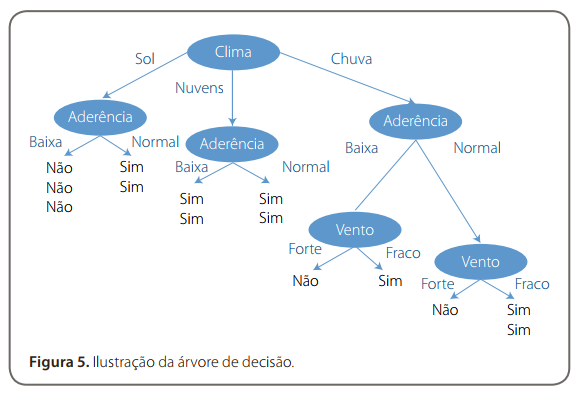 Clima
Sol
Nuvens
Chuva
Aderência
Aderência
Aderência
Baixa
Normal
Baixa
Normal
Baixa
Normal
Não
Não
Não
Sim
Sim
Sim
Sim
Sim
Sim
Vento
Vento
Forte
Fraco
Forte
Fraco
Não
Sim
Não
Sim
Sim
Figura 5. Ilustração da árvore de decisão.